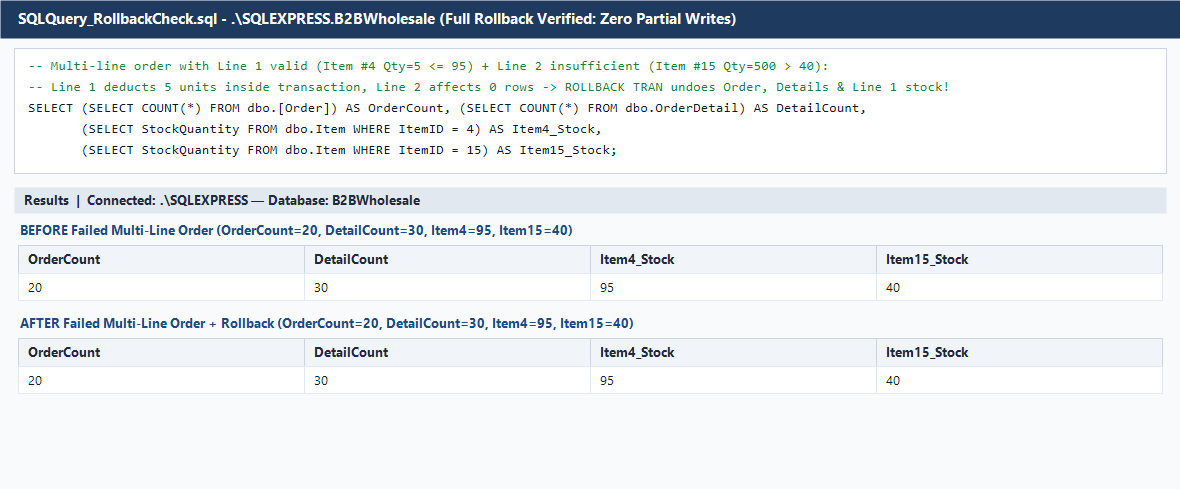 SQLQuery_RollbackCheck.sql - .\SQLEXPRESS.B2BWholesale (Full Rollback Verified: Zero Partial Writes)
-- Multi-line order with Line 1 valid (Item #4 Qty=5 <= 95) + Line 2 insufficient (Item #15 Qty=500 > 40):
-- Line 1 deducts 5 units inside transaction, Line 2 affects 0 rows -> ROLLBACK TRAN undoes Order, Details & Line 1 stock!
SELECT (SELECT COUNT(*) FROM dbo.[Order]) AS OrderCount, (SELECT COUNT(*) FROM dbo.OrderDetail) AS DetailCount,
(SELECT StockQuantity FROM dbo.Item WHERE ItemID = 4) AS Item4_Stock,
(SELECT StockQuantity FROM dbo.Item WHERE ItemID = 15) AS Item15_Stock;
Results | Connected: .\SQLEXPRESS — Database: B2BWholesale
BEFORE Failed Multi-Line Order (OrderCount=20, DetailCount=30, Item4=95, Item15=40)
OrderCount DetailCount Item4_Stock Item15_Stock
20 30 95 40
AFTER Failed Multi-Line Order + Rollback (OrderCount=20, DetailCount=30, Item4=95, Item15=40)
OrderCount DetailCount Item4_Stock Item15_Stock
20 30 95 40